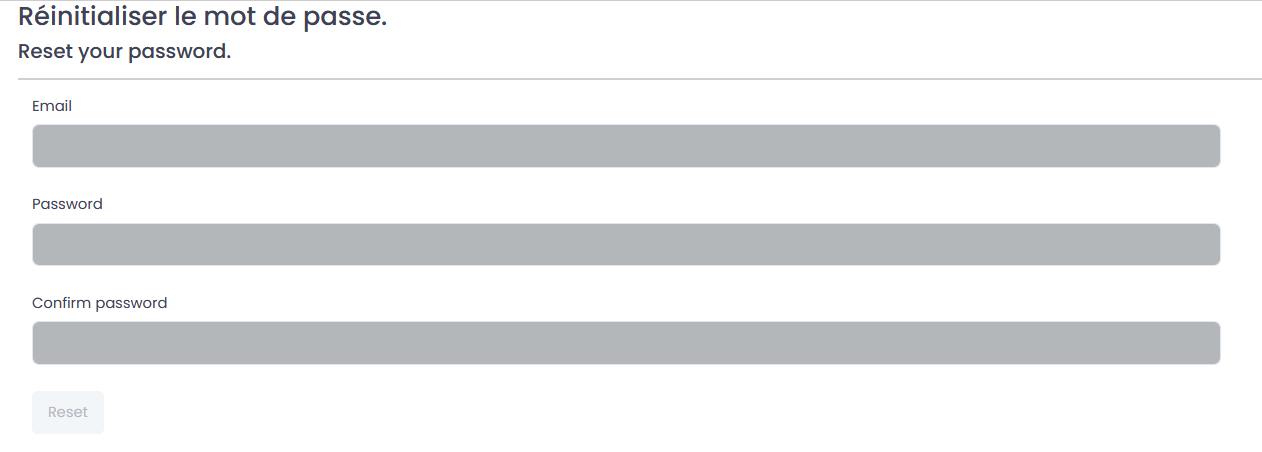 Réinitialiser le mot de passe.
Reset your password.
Email
Password
Confirm password
Reset